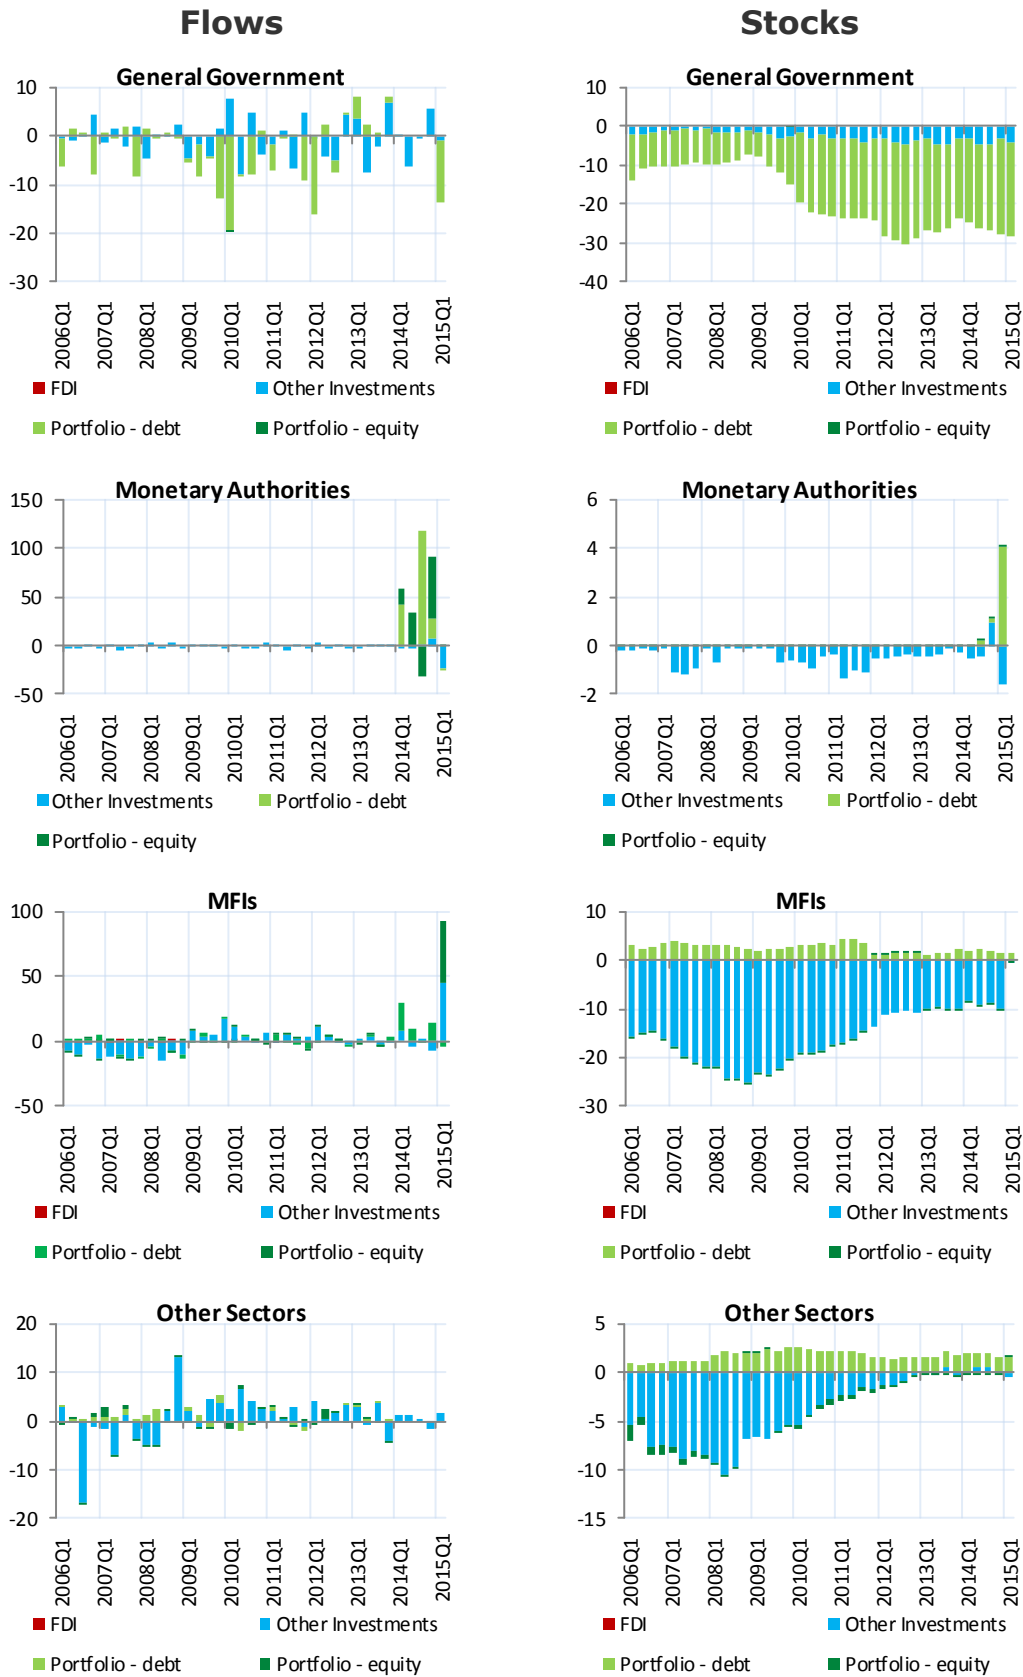 Flows
Stocks
General Government
10
0
-10
-20
-30
2006Q1
2007Q1
2008Q1
2009Q1
2010Q1
2011Q1
2012Q1
2013Q1
2014Q1
2015Q1
FDI
Other Investments
Portfolio - debt
Portfolio - equity
General Government
10
0
-10
-20
-30
-40
2006Q1
2007Q1
2008Q1
2009Q1
2010Q1
2011Q1
2012Q1
2013Q1
2014Q1
2015Q1
FDI
Other Investments
Portfolio - debt
Portfolio - equity
Monetary Authorities
150
100
50
0
-50
2006Q1
2007Q1
2008Q1
2009Q1
2010Q1
2011Q1
2012Q1
2013Q1
2014Q1
2015Q1
Other Investments
Portfolio - debt
Portfolio - equity
Monetary Authorities
6
4
2
0
-2
2006Q1
2007Q1
2008Q1
2009Q1
2010Q1
2011Q1
2012Q1
2013Q1
2014Q1
2015Q1
Other Investments
Portfolio - debt
Portfolio - equity
MFIs
100
50
0
-50
2006Q1
2007Q1
2008Q1
2009Q1
2010Q1
2011Q1
2012Q1
2013Q1
2014Q1
2015Q1
FDI
Other Investments
Portfolio - debt
Portfolio - equity
MFIs
10
0
-10
-20
-30
2006Q1
2007Q1
2008Q1
2009Q1
2010Q1
2011Q1
2012Q1
2013Q1
2014Q1
2015Q1
FDI
Other Investments
Portfolio - debt
Portfolio - equity
Other Sectors
20
10
0
-10
-20
2006Q1
2007Q1
2008Q1
2009Q1
2010Q1
2011Q1
2012Q1
2013Q1
2014Q1
2015Q1
FDI
Other Investments
Portfolio - debt
Portfolio - equity
Other Sectors
5
0
-5
-10
-15
2006Q1
2007Q1
2008Q1
2009Q1
2010Q1
2011Q1
2012Q1
2013Q1
2014Q1
2015Q1
FDI
Other Investments
Portfolio - debt
Portfolio - equity